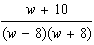 w + 10
(w − 8)(w + 8)